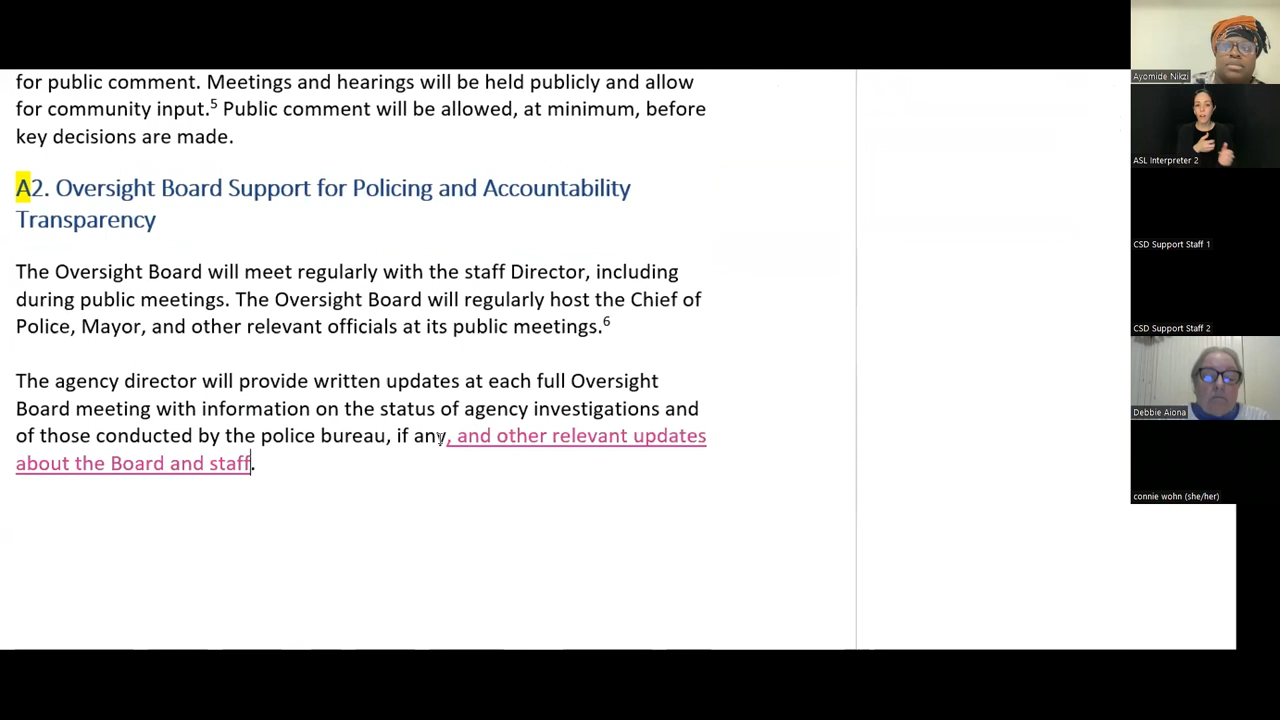 for public comment. Meetings and hearings will be held publicly and allow
for community input.⁵ Public comment will be allowed, at minimum, before
key decisions are made.
A2. Oversight Board Support for Policing and Accountability
Transparency
The Oversight Board will meet regularly with the staff Director, including
during public meetings. The Oversight Board will regularly host the Chief of
Police, Mayor, and other relevant officials at its public meetings.⁶
The agency director will provide written updates at each full Oversight
Board meeting with information on the status of agency investigations and
of those conducted by the police bureau, if any, and other relevant updates
about the Board and staff.
Ayomide Nikzi
ASL Interpreter 2
CSD Support Staff 1
CSD Support Staff 2
Debbie Aiona
connie wohn (she/her)